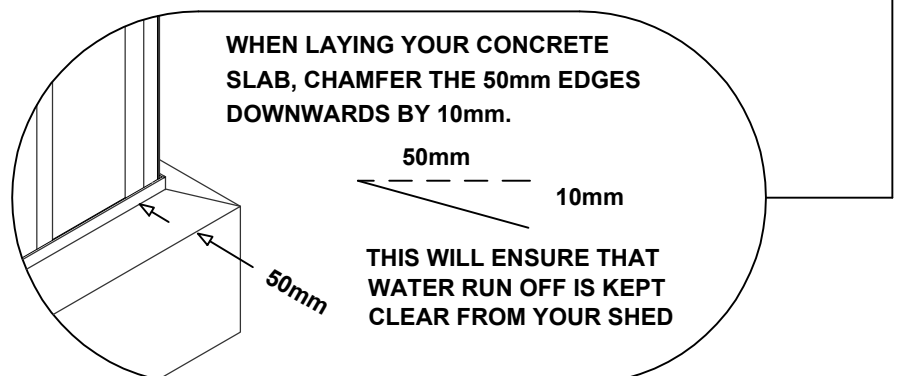 WHEN LAYING YOUR CONCRETE
SLAB, CHAMFER THE 50mm EDGES
DOWNWARDS BY 10mm.
50mm
10mm
THIS WILL ENSURE THAT
WATER RUN OFF IS KEPT
CLEAR FROM YOUR SHED
50mm